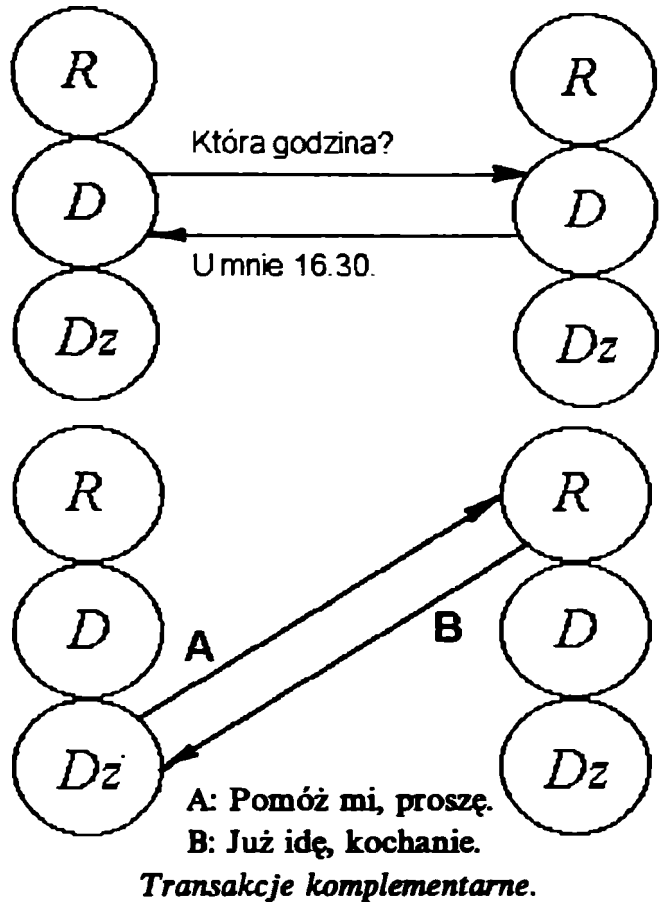 R R
Która godzina?
D D
U mnie 16.30.
Dz Dz
R R
A B
D D
Dz Dz
A: Pomóż mi, proszę.
B: Już idę, kochanie.
Transakcje komplementarne.